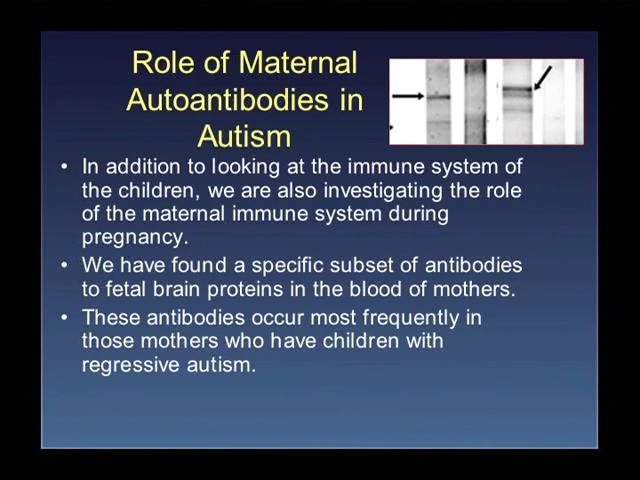 Role of Maternal
Autoantibodies in
Autism
• In addition to looking at the immune system of
the children, we are also investigating the role
of the maternal immune system during
pregnancy.
• We have found a specific subset of antibodies
to fetal brain proteins in the blood of mothers.
• These antibodies occur most frequently in
those mothers who have children with
regressive autism.